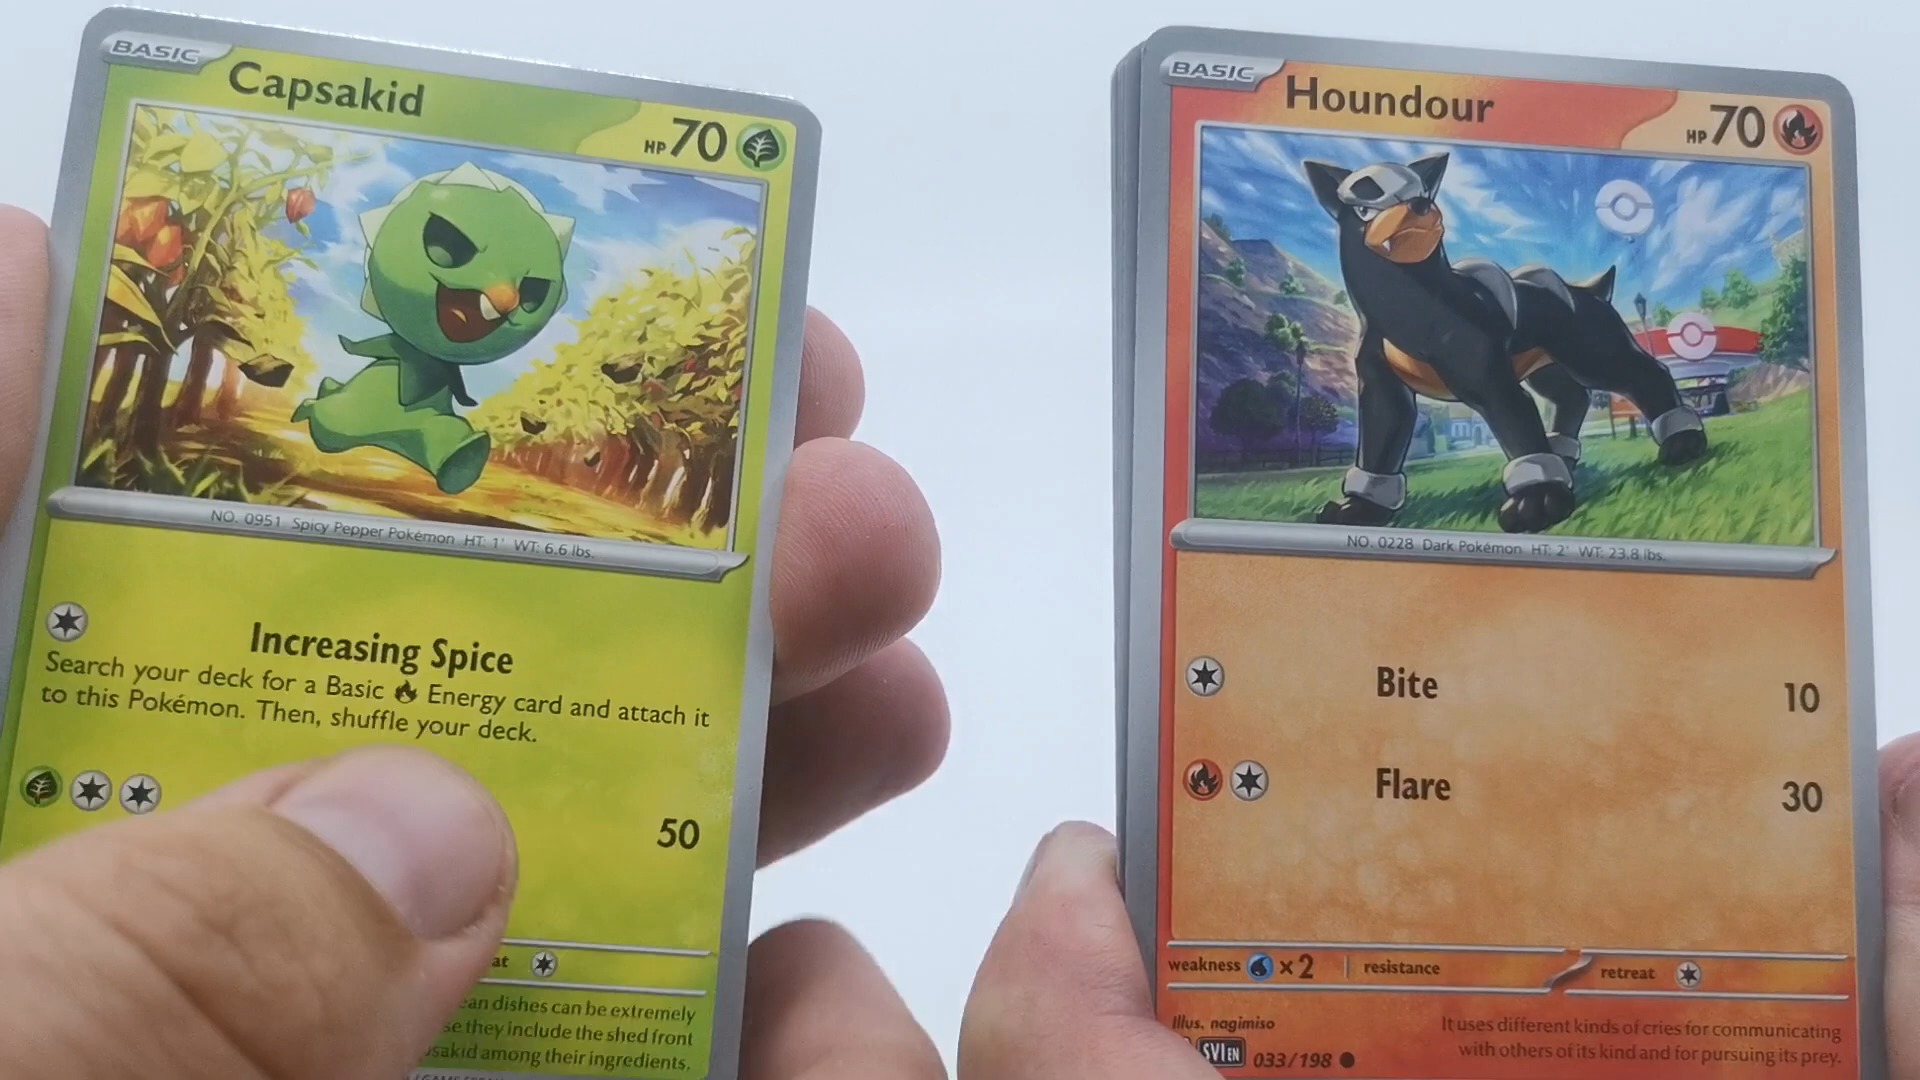 BASIC
Capsakid
HP 70
NO. 0951 Spicy Pepper Pokémon HT: 1' WT: 6.6 lbs.
Increasing Spice
Search your deck for a Basic Energy card and attach it
to this Pokémon. Then, shuffle your deck.
50
dishes can be extremely
they include the shed front
among their ingredients.
BASIC
Houndour
HP 70
NO. 0228 Dark Pokémon HT: 2' WT: 23.8 lbs.
Bite 10
Flare 30
weakness ×2 resistance retreat
Illus. nagimiso
SVI EN 033/198
It uses different kinds of cries for communicating
with others of its kind and for pursuing its prey.